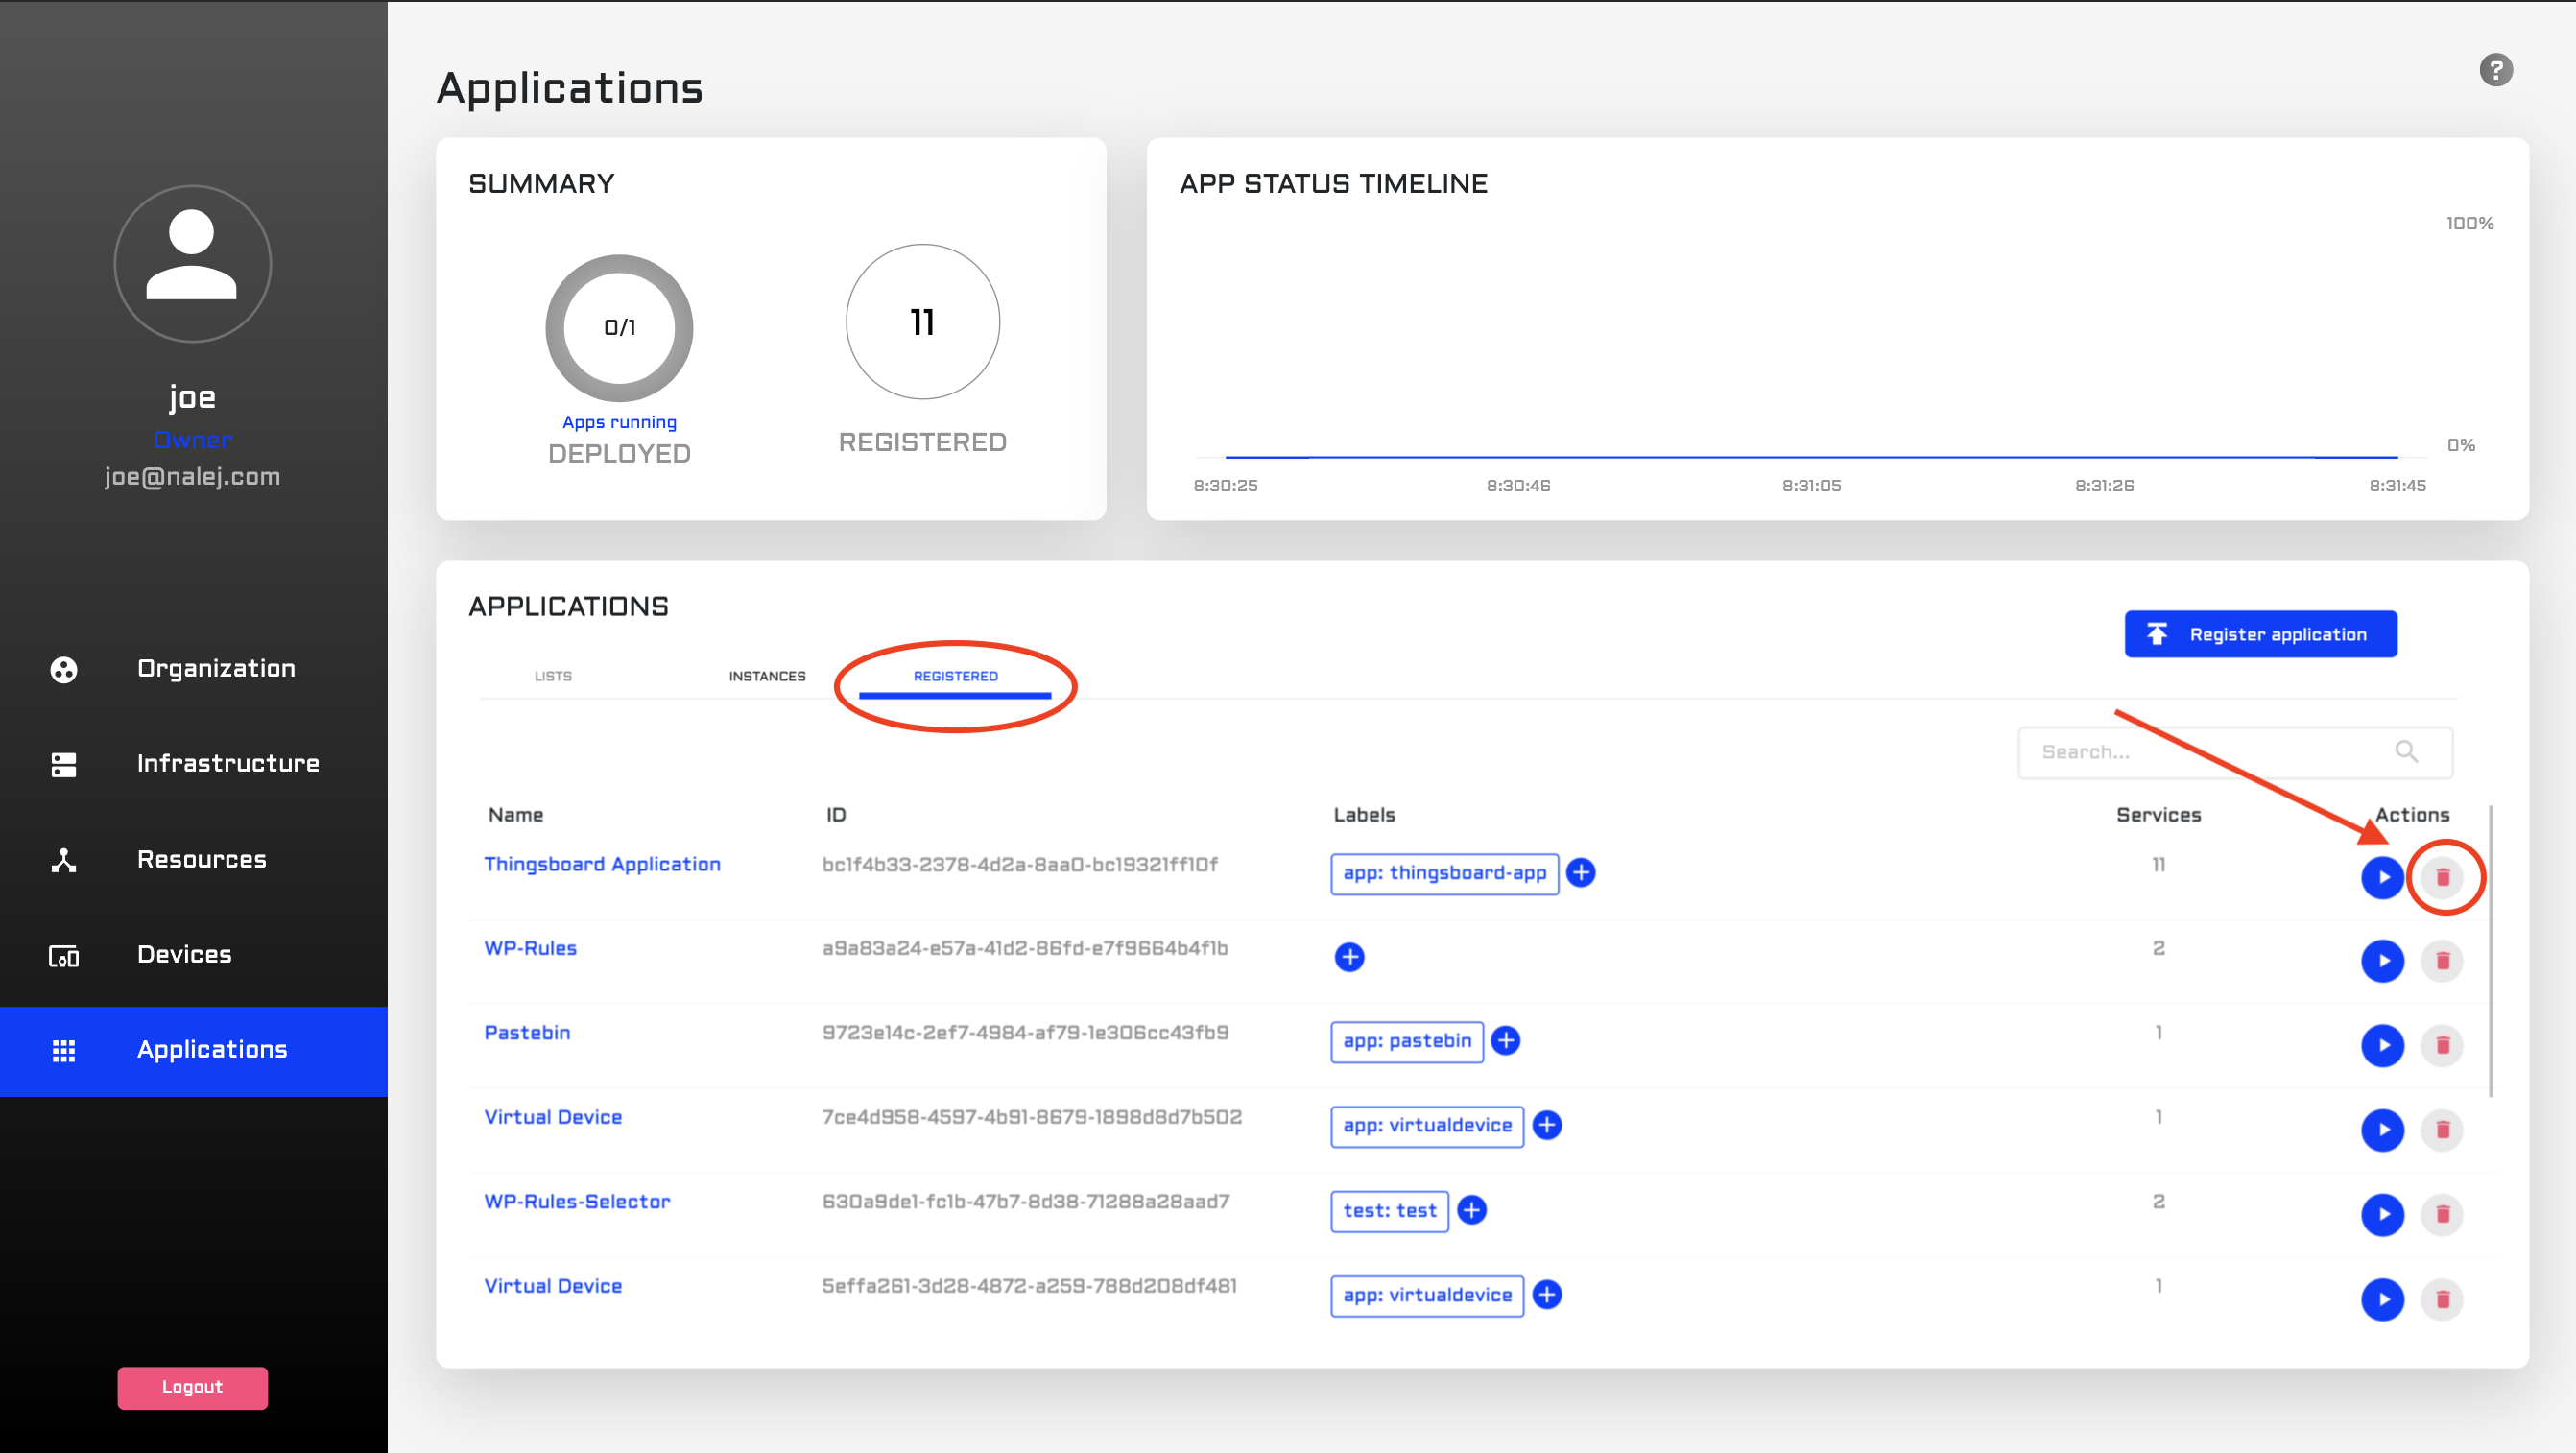 joe
Owner
joe@nalej.com
Organization
Infrastructure
Resources
Devices
Applications
Logout
Applications
?
SUMMARY
0/1
Apps running
DEPLOYED
11
REGISTERED
APP STATUS TIMELINE
100%
0%
8:30:25 8:30:46 8:31:05 8:31:26 8:31:45
APPLICATIONS
Register application
LISTS INSTANCES REGISTERED
Search...
Name ID Labels Services Actions
Thingsboard Application bc1f4b33-2378-4d2a-8aa0-bc19321ff10f app: thingsboard-app 11
WP-Rules a9a83a24-e57a-41d2-86fd-e7f9664b4f1b 2
Pastebin 9723e14c-2ef7-4984-af79-1e306cc43fb9 app: pastebin 1
Virtual Device 7ce4d958-4597-4b91-8679-1898d8d7b502 app: virtualdevice 1
WP-Rules-Selector 630a9de1-fc1b-47b7-8d38-71288a28aad7 test: test 2
Virtual Device 5effa261-3d28-4872-a259-788d208df481 app: virtualdevice 1